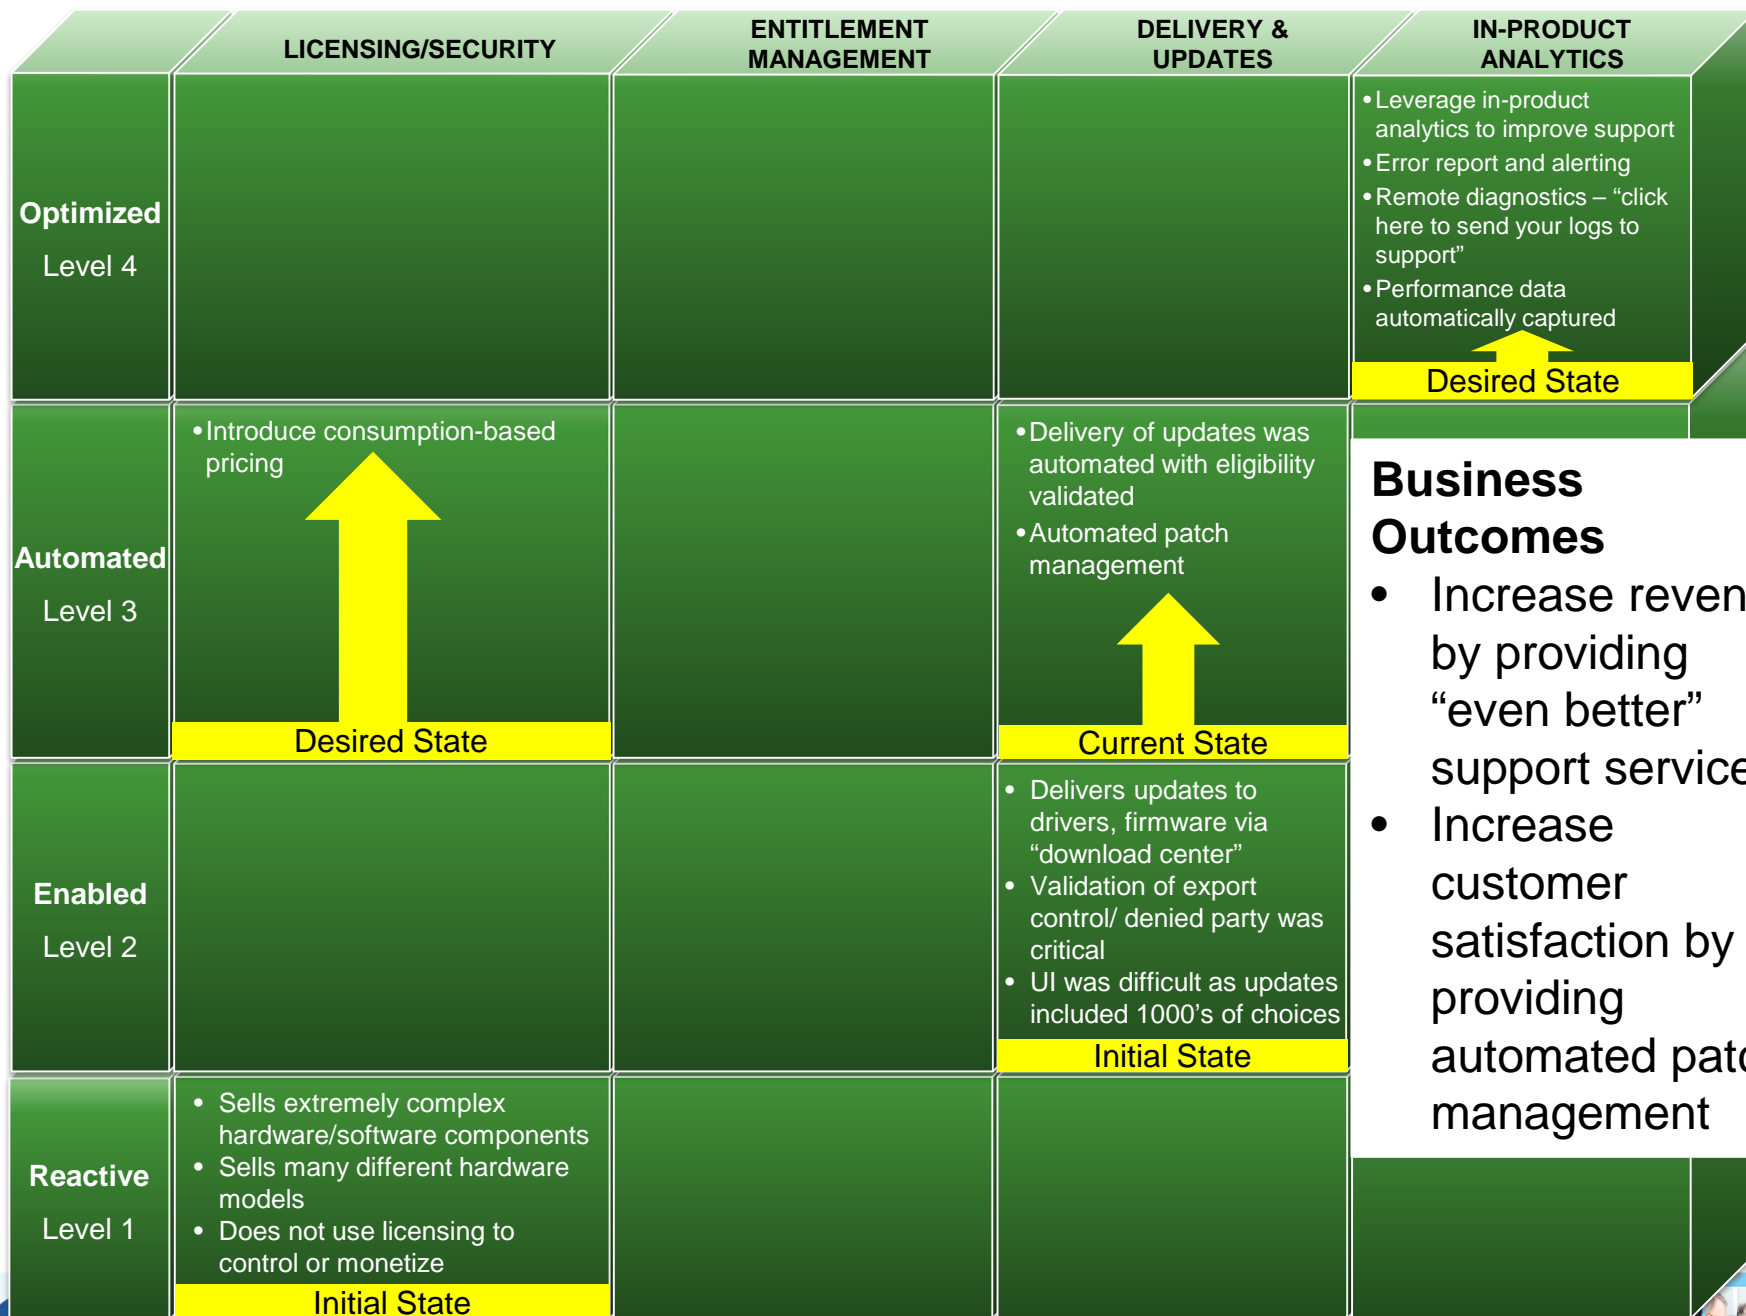 LICENSING/SECURITY
ENTITLEMENT
MANAGEMENT
DELIVERY &
UPDATES
IN-PRODUCT
ANALYTICS
Optimized
Level 4
•Leverage in-product
analytics to improve support
•Error report and alerting
•Remote diagnostics – “click
here to send your logs to
support”
•Performance data
automatically captured
Desired State
Automated
Level 3
•Introduce consumption-based
pricing
Desired State
•Delivery of updates was
automated with eligibility
validated
•Automated patch
management
Current State
Enabled
Level 2
• Delivers updates to
drivers, firmware via
“download center”
• Validation of export
control/ denied party was
critical
• UI was difficult as updates
included 1000’s of choices
Initial State
Reactive
Level 1
• Sells extremely complex
hardware/software components
• Sells many different hardware
models
• Does not use licensing to
control or monetize
Initial State
Business
Outcomes
• Increase
by providing
“even better”
support
• Increase
customer
satisfaction by
providing
automated
management